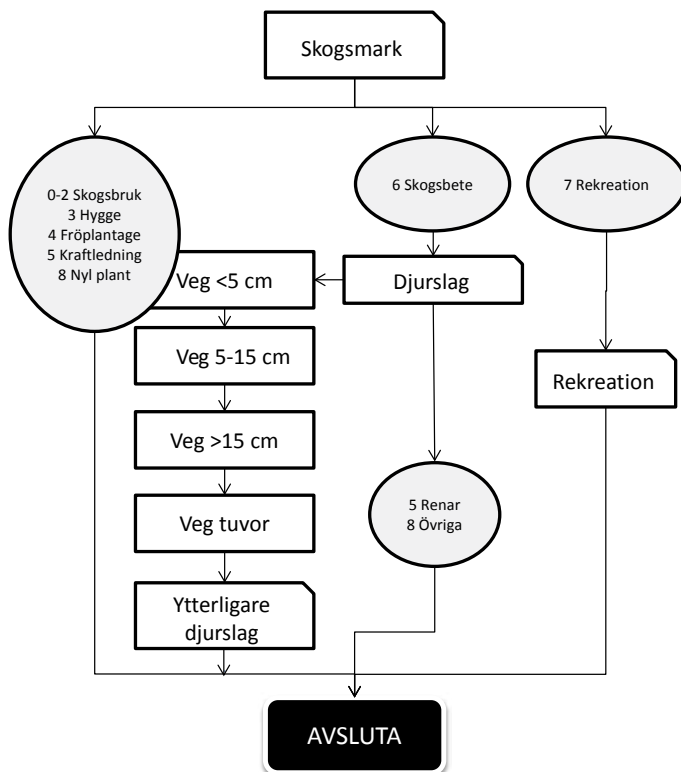 Skogsmark
0-2 Skogsbruk
3 Hygge
4 Fröplantage
5 Kraftledning
8 Nyl plant
6 Skogsbete
7 Rekreation
Veg <5 cm
Djurslag
Veg 5-15 cm
Rekreation
Veg >15 cm
Veg tuvor
5 Renar
8 Övriga
Ytterligare
djurslag
AVSLUTA